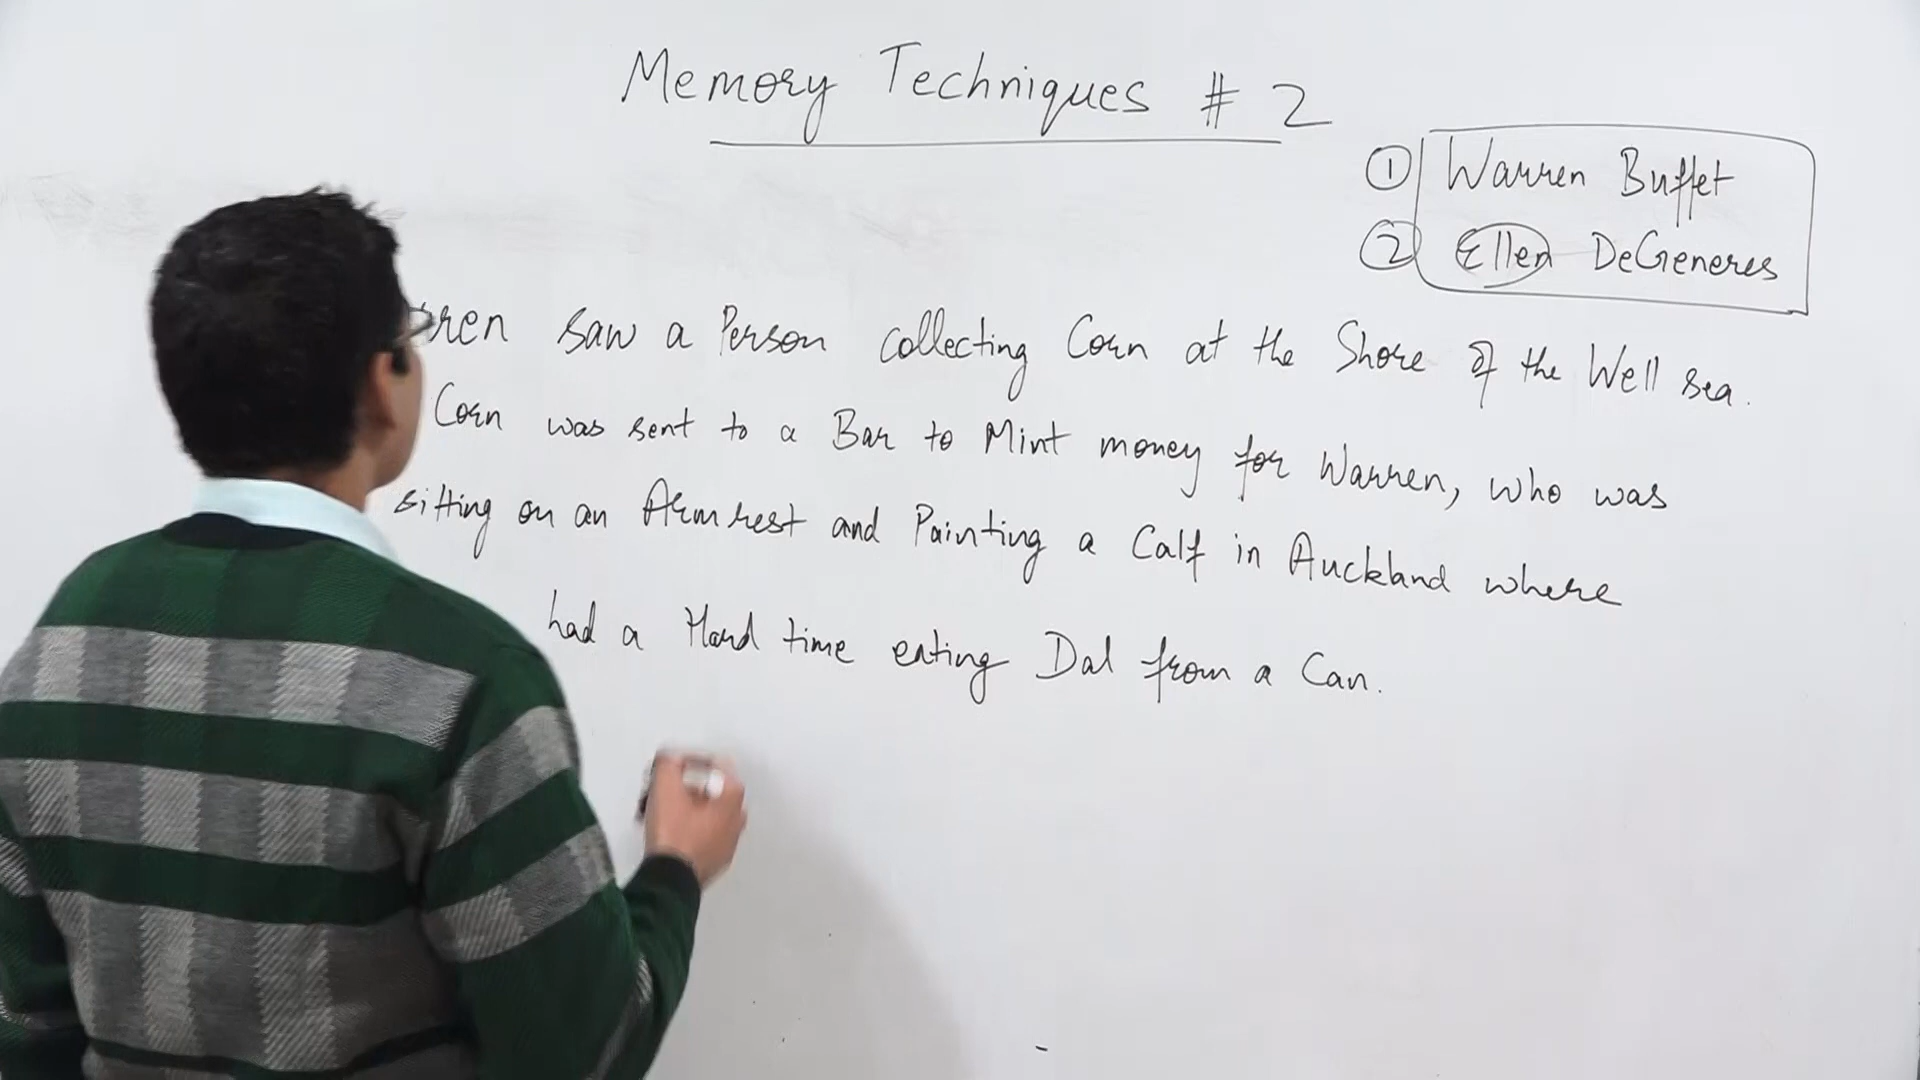 Memory Techniques # 2
① Warren Buffet
② Ellen DeGeneres
saw a Person collecting Corn at the Shore of the Well sea.
Corn was sent to a Bar to Mint money for Warren, who was
sitting on an Armrest and Painting a Calf in Auckland where
had a Hard time eating Dal from a Can.